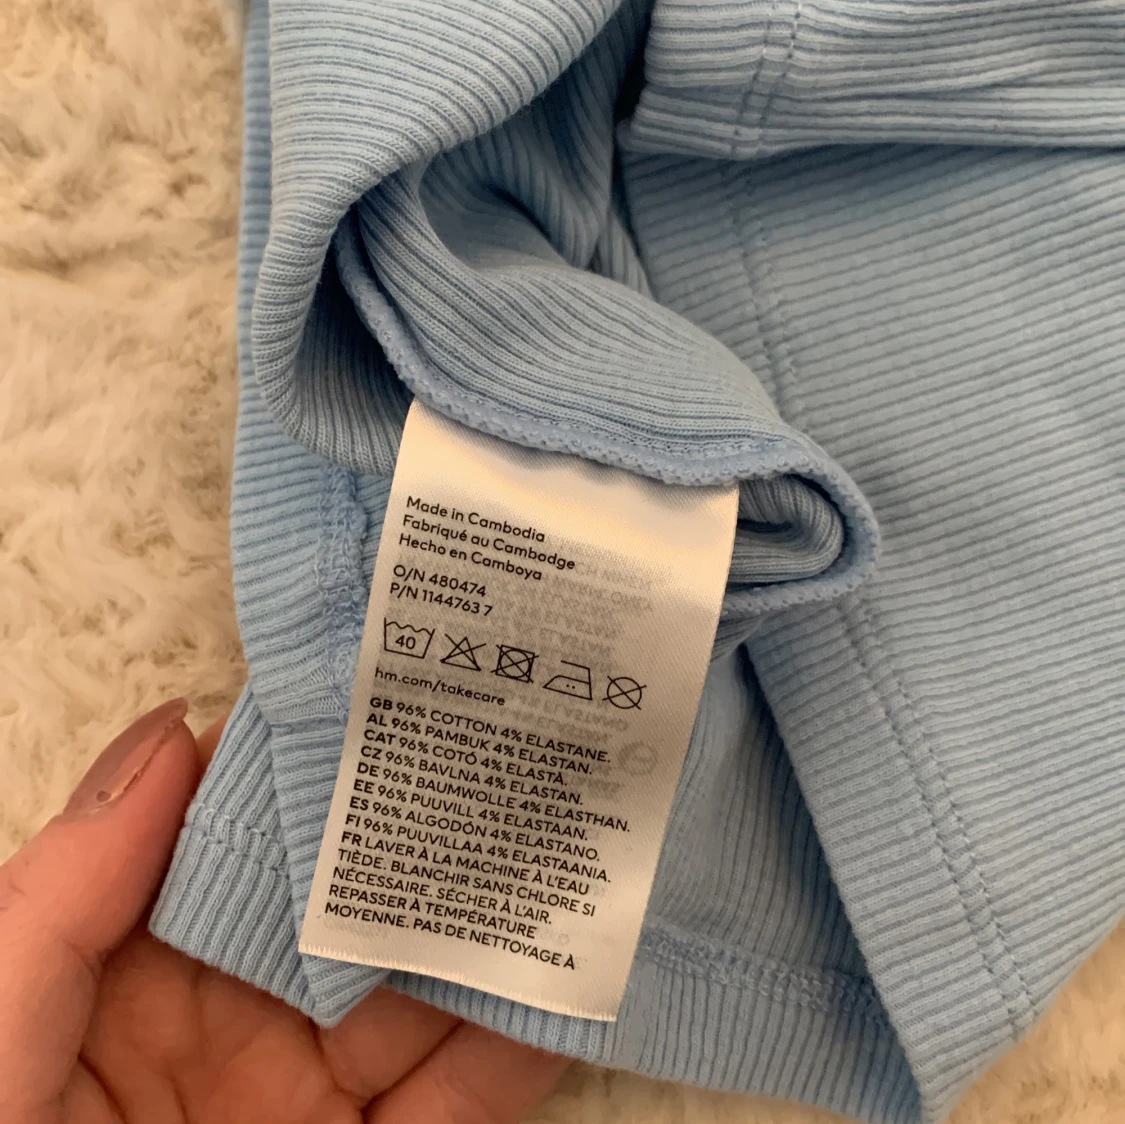 Made in Cambodia
Fabriqué au Cambodge
Hecho en Camboya
O/N 480474
P/N 1144763 7
40
hm.com/takecare
GB 96% COTTON 4% ELASTANE.
AL 96% PAMBUK 4% ELASTAN.
CAT 96% COTÓ 4% ELASTÀ.
CZ 96% BAVLNA 4% ELASTAN.
DE 96% BAUMWOLLE 4% ELASTHAN.
EE 96% PUUVILL 4% ELASTAAN.
ES 96% ALGODÓN 4% ELASTANO.
FI 96% PUUVILLAA 4% ELASTAANIA.
FR LAVER À LA MACHINE À L'EAU
TIÈDE. BLANCHIR SANS CHLORE SI
NÉCESSAIRE. SÉCHER À L'AIR.
REPASSER À TEMPÉRATURE
MOYENNE. PAS DE NETTOYAGE À